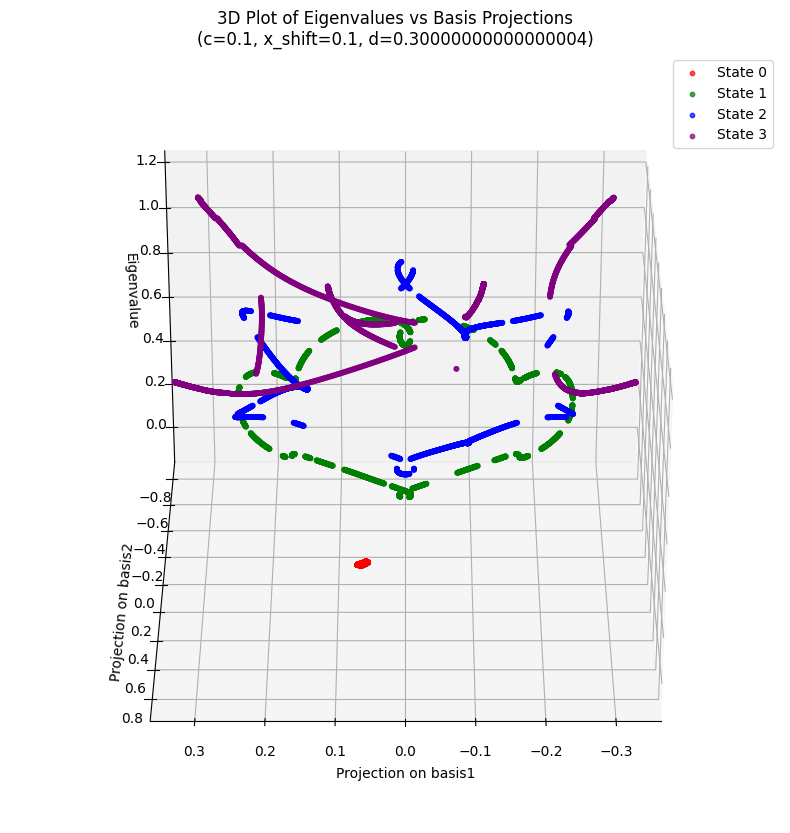 3D Plot of Eigenvalues vs Basis Projections
(c=0.1, x_shift=0.1, d=0.30000000000000004)
State 0
State 1
State 2
State 3
1.2
1.0
0.8
0.6
0.4
0.2
0.0
Eigenvalue
−0.8
−0.6
−0.4
−0.2
0.0
0.2
0.4
0.6
0.8
Projection on basis2
0.3 0.2 0.1 0.0 −0.1 −0.2 −0.3
Projection on basis1